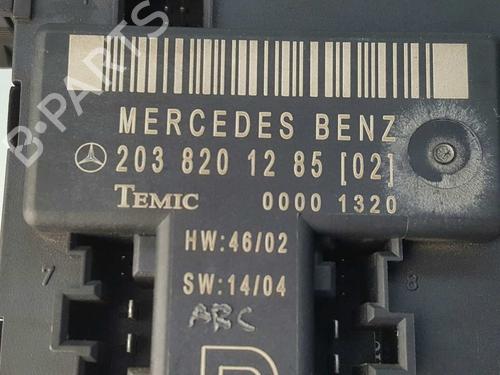 B-PARTS
MERCEDES BENZ
203 820 12 85 [02]
TEMIC 0000 1320
HW:46/02
SW:14/04
7
8
ARC